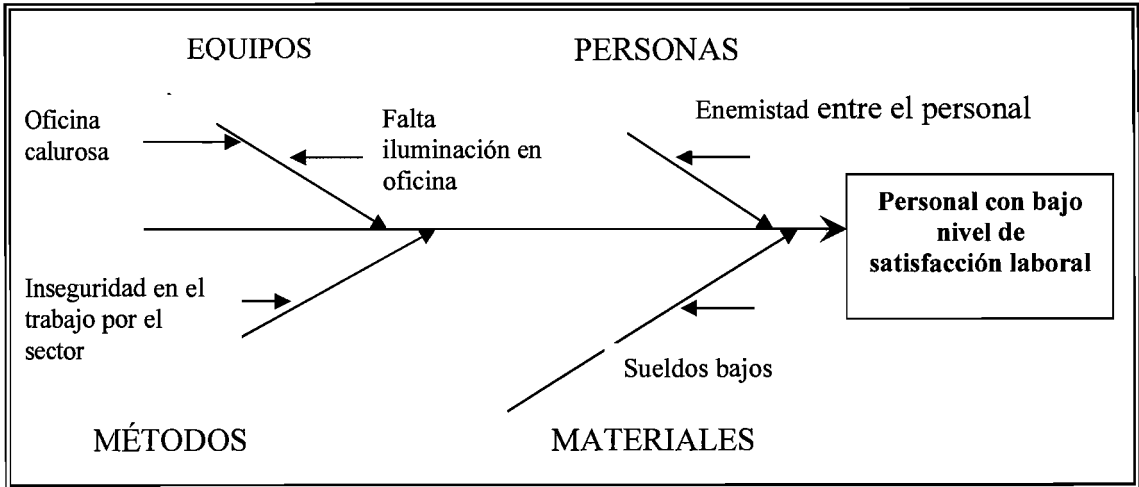 EQUIPOS
PERSONAS
Oficina
calurosa
Falta
iluminación en
oficina
Enemistad entre el personal
Personal con bajo
nivel de
satisfacción laboral
Inseguridad en el
trabajo por el
sector
Sueldos bajos
MÉTODOS
MATERIALES